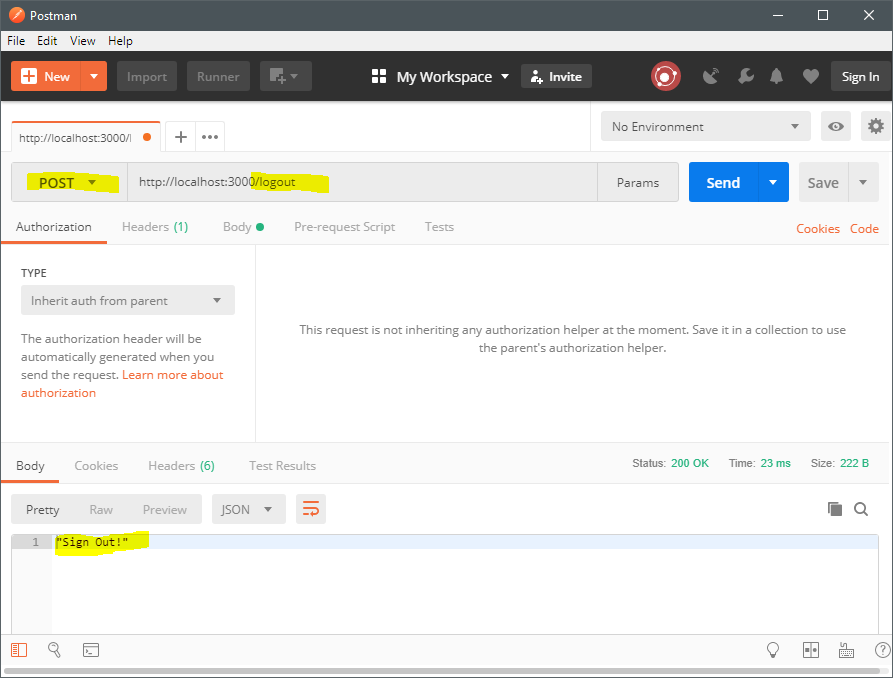 Postman
File Edit View Help
New Import Runner My Workspace Invite Sign In
http://localhost:3000/l No Environment
POST http://localhost:3000/logout Params Send Save
Authorization Headers (1) Body Pre-request Script Tests Cookies Code
TYPE
Inherit auth from parent
The authorization header will be
automatically generated when you
send the request. Learn more about
authorization
This request is not inheriting any authorization helper at the moment. Save it in a collection to use
the parent's authorization helper.
Body Cookies Headers (6) Test Results Status: 200 OK Time: 23 ms Size: 222 B
Pretty Raw Preview JSON
1 "Sign Out!"